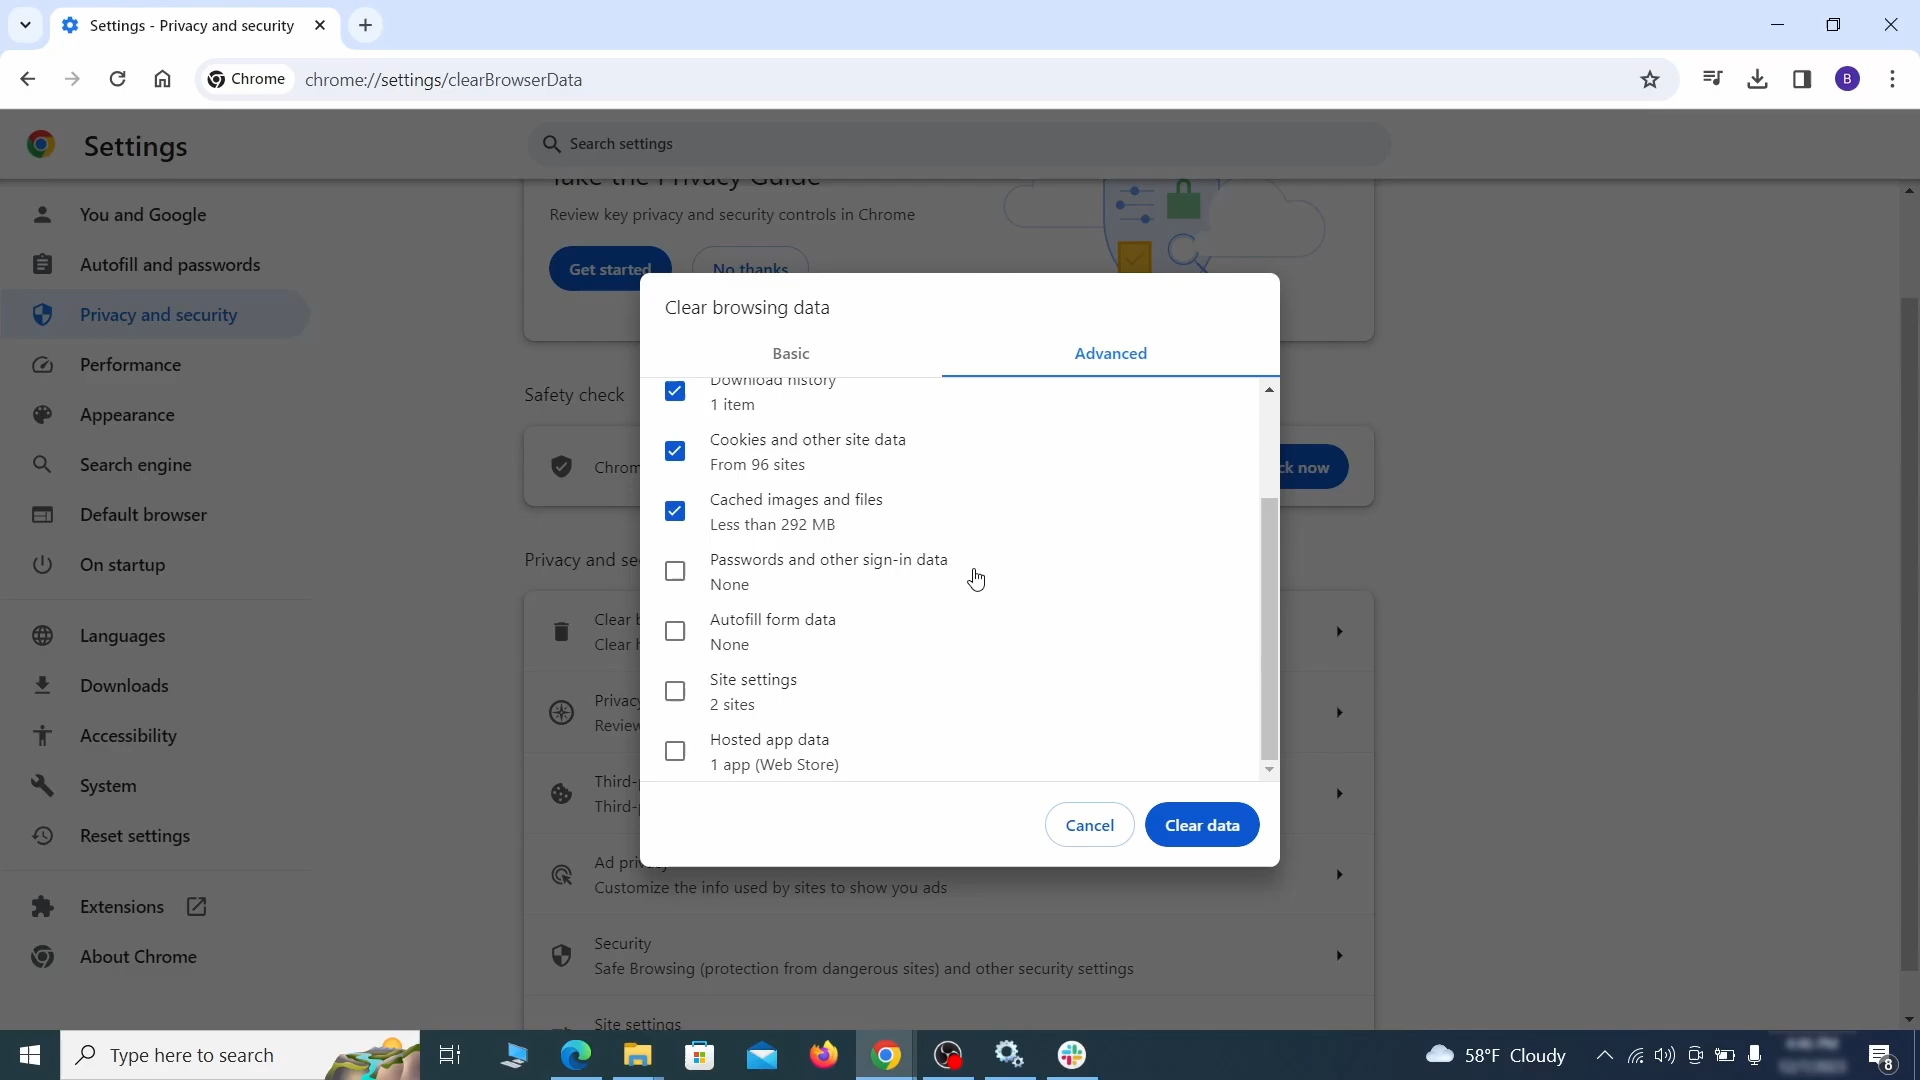 Settings - Privacy and security
Chrome
chrome://settings/clearBrowserData
B
Settings
Search settings
You and Google
Autofill and passwords
Privacy and security
Performance
Appearance
Search engine
Default browser
On startup
Languages
Downloads
Accessibility
System
Reset settings
Extensions
About Chrome
Take the Privacy Guide
Review key privacy and security controls in Chrome
Get started
No thanks
Safety check
Chrom
ck now
Privacy and se
Clear b
Clear h
Privacy
Review
Third-p
Third-p
Ad priv
Customize the info used by sites to show you ads
Security
Safe Browsing (protection from dangerous sites) and other security settings
Site settings
Clear browsing data
Basic
Advanced
Download history
1 item
Cookies and other site data
From 96 sites
Cached images and files
Less than 292 MB
Passwords and other sign-in data
None
Autofill form data
None
Site settings
2 sites
Hosted app data
1 app (Web Store)
Cancel
Clear data
Type here to search
58°F Cloudy
8